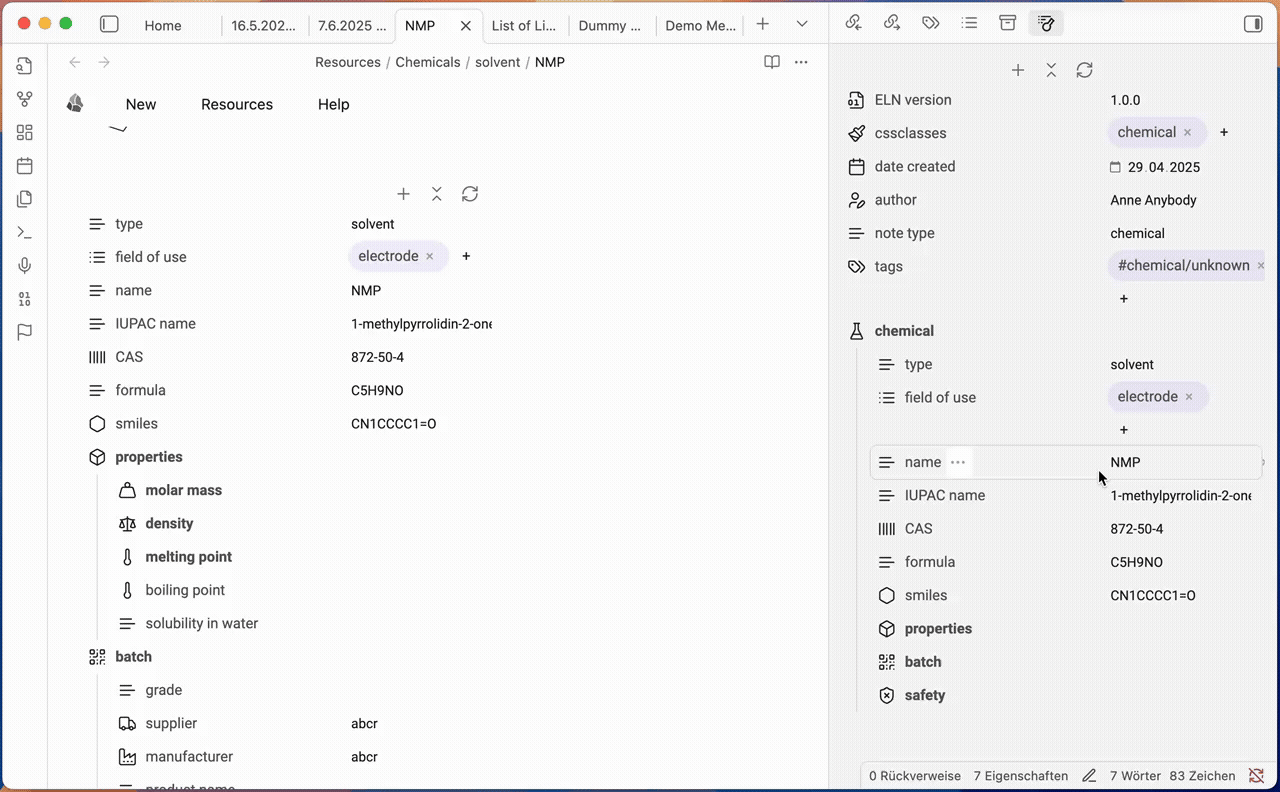 Home
16.5.202...
7.6.2025 ...
NMP
List of Li...
Dummy ...
Demo Me...
Resources / Chemicals / solvent / NMP
New Resources Help
type solvent
field of use electrode × +
name NMP
IUPAC name 1-methylpyrrolidin-2-one
CAS 872-50-4
formula C5H9NO
smiles CN1CCCC1=O
properties
molar mass
density
melting point
boiling point
solubility in water
batch
grade
supplier abcr
manufacturer abcr
product name
ELN version 1.0.0
cssclasses chemical × +
date created 29.04.2025
author Anne Anybody
note type chemical
tags #chemical/unknown ×
+
chemical
type solvent
field of use electrode ×
+
name ... NMP
IUPAC name 1-methylpyrrolidin-2-one
CAS 872-50-4
formula C5H9NO
smiles CN1CCCC1=O
properties
batch
safety
0 Rückverweise 7 Eigenschaften 7 Wörter 83 Zeichen